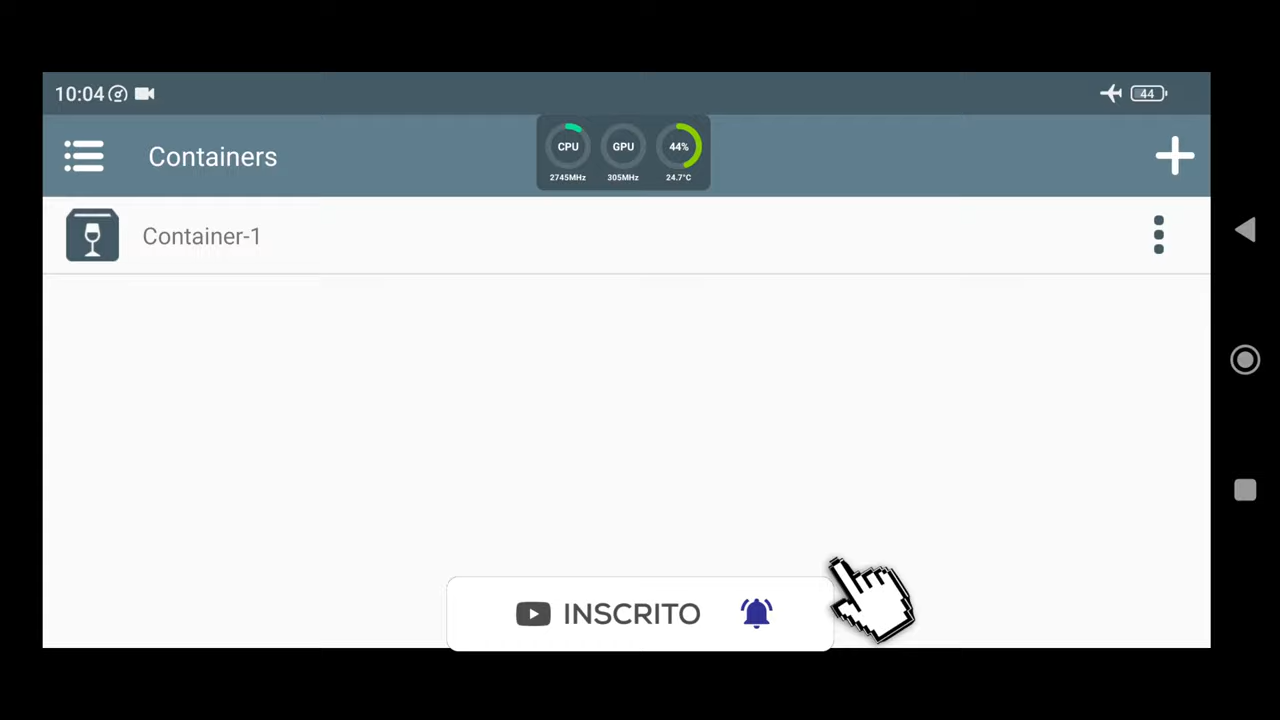 10:04
44
Containers
CPU GPU 44%
2745MHz 305MHz 24.7°C
Container-1
INSCRITO